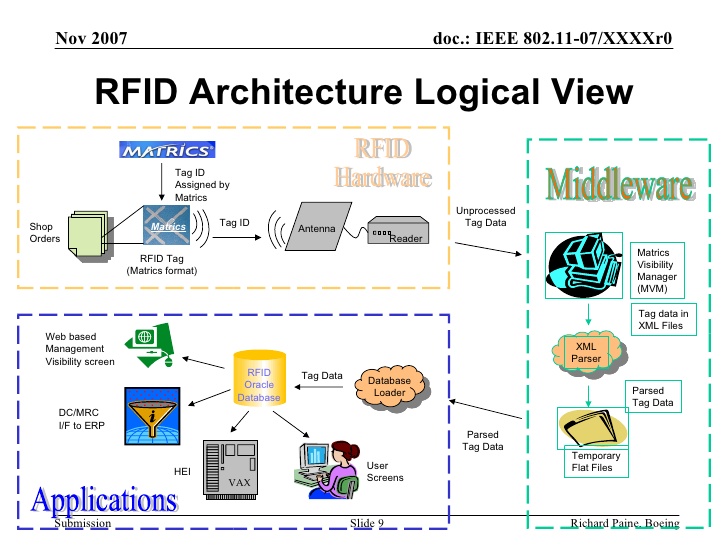 Nov 2007
doc.: IEEE 802.11-07/XXXXr0
RFID Architecture Logical View
MATRICS
RFID
Hardware
Tag ID
Assigned by
Matrics
Shop
Orders
Matrics
Tag ID
Antenna
Reader
RFID Tag
(Matrics format)
Unprocessed
Tag Data
Middleware
Matrics
Visibility
Manager
(MVM)
Tag data in
XML Files
XML
Parser
Parsed
Tag Data
Temporary
Flat Files
Parsed
Tag Data
Web based
Management
Visibility screen
RFID
Oracle
Database
Tag Data
Database
Loader
DC/MRC
I/F to ERP
HEI
VAX
User
Screens
Applications
Submission
Slide 9
Richard Paine, Boeing